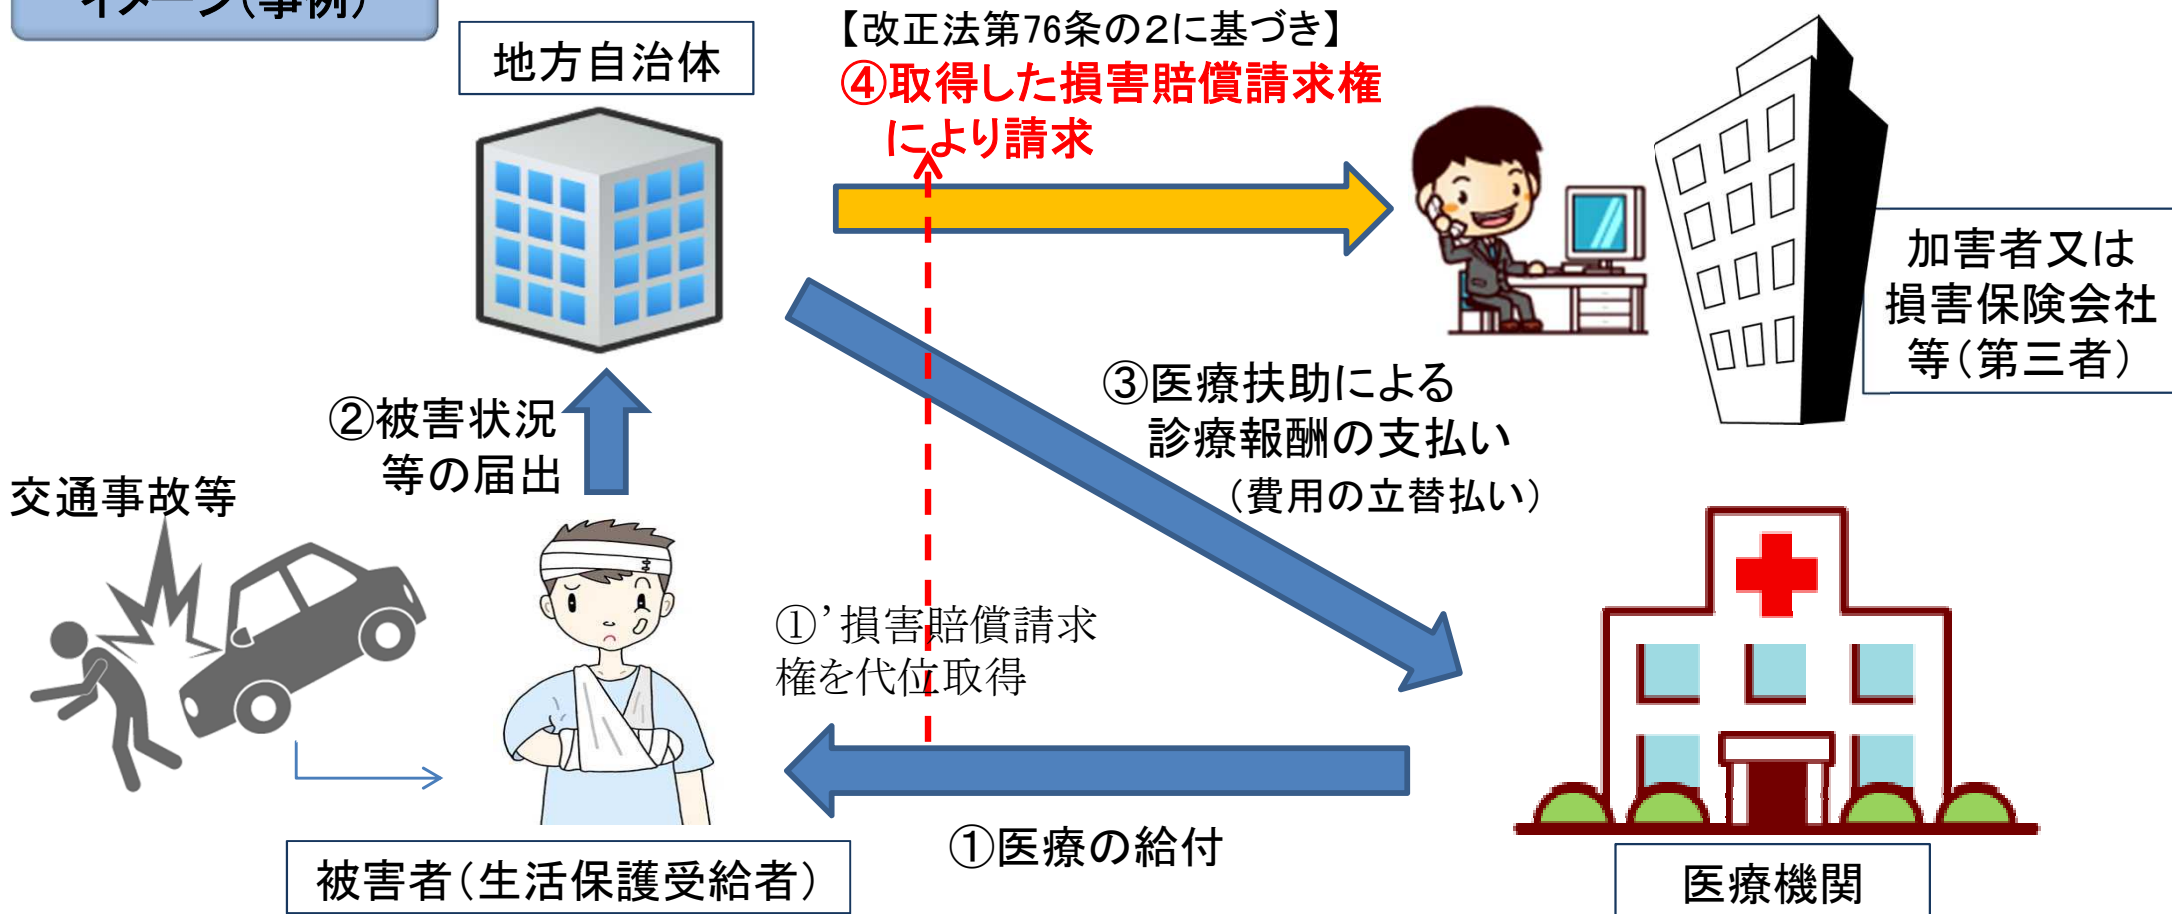 イメージ(事例)
地方自治体
【改正法第76条の2に基づき】
④取得した損害賠償請求権
により請求
加害者又は
損害保険会社
等(第三者)
③医療扶助による
診療報酬の支払い
(費用の立替払い)
②被害状況
等の届出
交通事故等
①’損害賠償請求
権を代位取得
①医療の給付
被害者(生活保護受給者)
医療機関